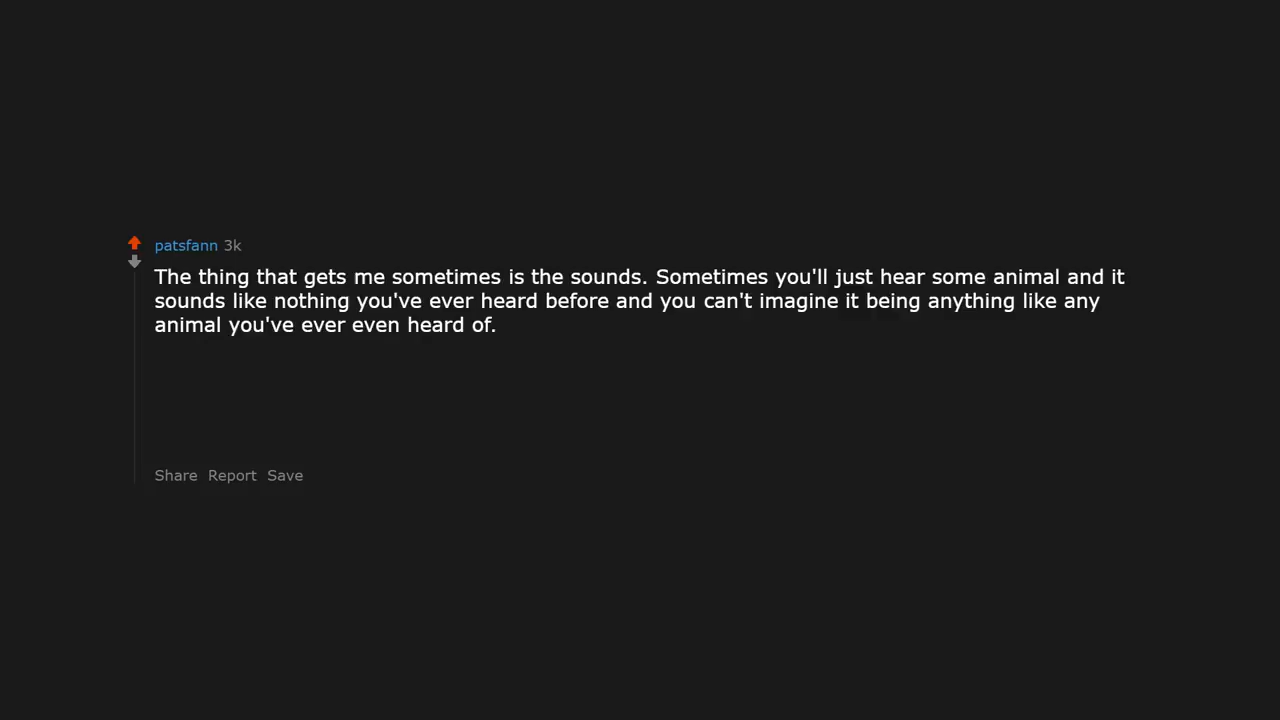 patsfann 3k
The thing that gets me sometimes is the sounds. Sometimes you'll just hear some animal and it
sounds like nothing you've ever heard before and you can't imagine it being anything like any
animal you've ever even heard of.
Share Report Save